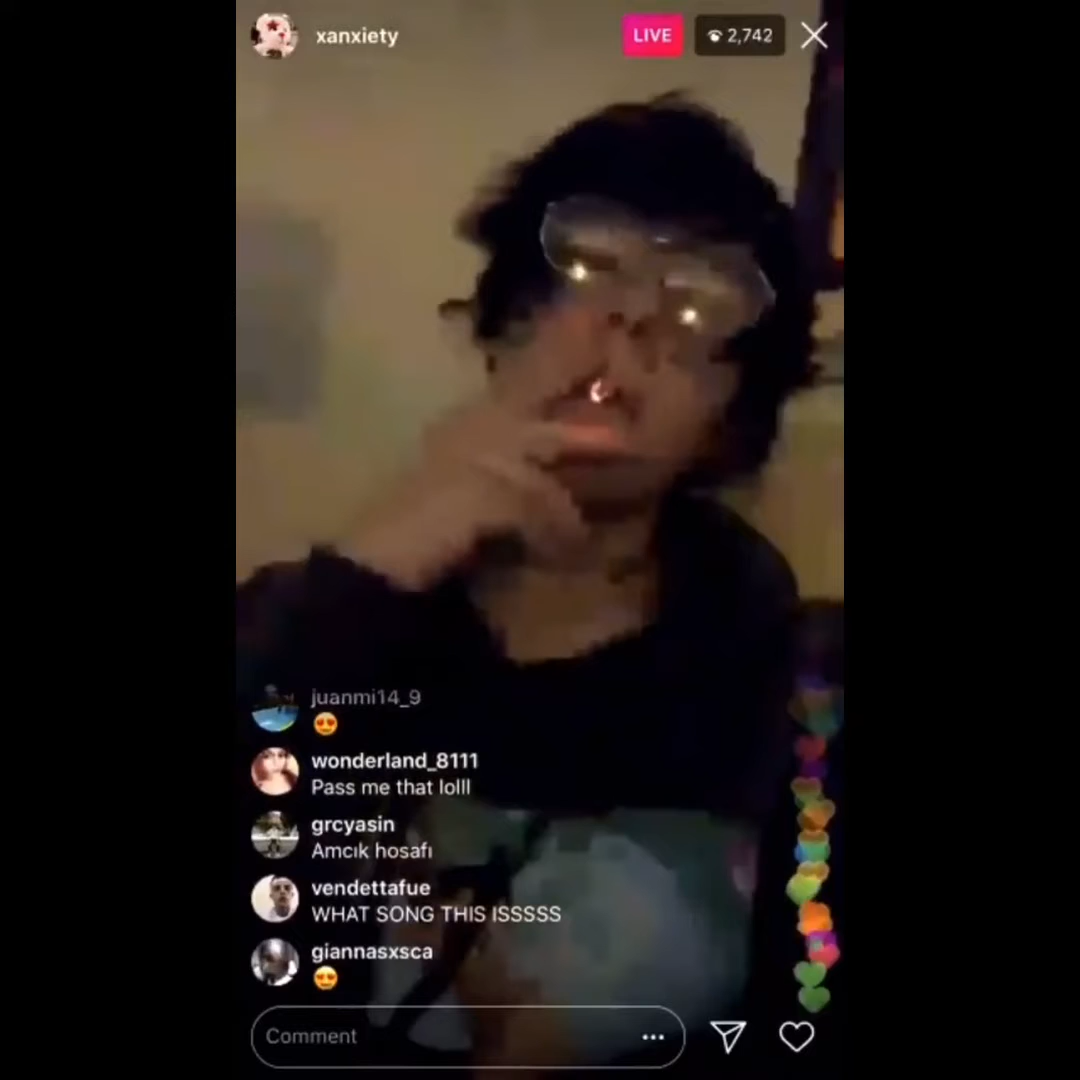 xanxiety
LIVE
2,742
juanmi14_9
😍
wonderland_8111
Pass me that lolll
grcyasin
Amcık hosafı
vendettafue
WHAT SONG THIS ISSSSS
giannasxsca
😍
Comment